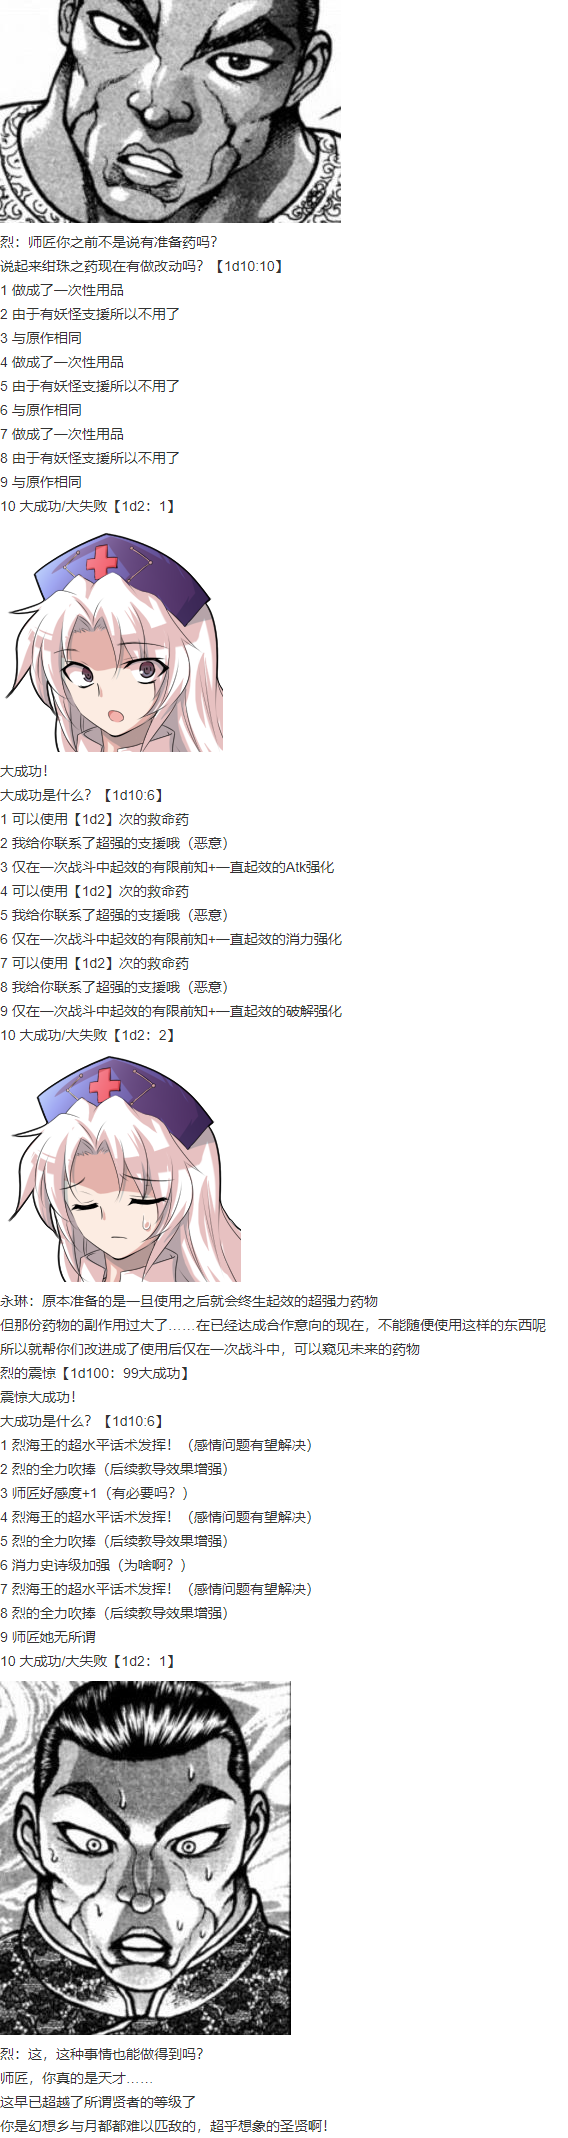 烈：师匠你之前不是说有准备药吗？
说起来绀珠之药现在有做改动吗？【1d10:10】
1 做成了一次性用品
2 由于有妖怪支援所以不用了
3 与原作相同
4 做成了一次性用品
5 由于有妖怪支援所以不用了
6 与原作相同
7 做成了一次性用品
8 由于有妖怪支援所以不用了
9 与原作相同
10 大成功/大失败【1d2：1】
大成功！
大成功是什么？【1d10:6】
1 可以使用【1d2】次的救命药
2 我给你联系了超强的支援哦（恶意）
3 仅在一次战斗中起效的有限前知+一直起效的Atk强化
4 可以使用【1d2】次的救命药
5 我给你联系了超强的支援哦（恶意）
6 仅在一次战斗中起效的有限前知+一直起效的消力强化
7 可以使用【1d2】次的救命药
8 我给你联系了超强的支援哦（恶意）
9 仅在一次战斗中起效的有限前知+一直起效的破解强化
10 大成功/大失败【1d2：2】
永琳：原本准备的是一旦使用之后就会终生起效的超强力药物
但那份药物的副作用过大了……在已经达成合作意向的现在，不能随便使用这样的东西呢
所以就帮你们改进成了使用后仅在一次战斗中，可以窥见未来的药物
烈的震惊【1d100：99大成功】
震惊大成功！
大成功是什么？【1d10:6】
1 烈海王的超水平话术发挥！（感情问题有望解决）
2 烈的全力吹捧（后续教导效果增强）
3 师匠好感度+1（有必要吗？）
4 烈海王的超水平话术发挥！（感情问题有望解决）
5 烈的全力吹捧（后续教导效果增强）
6 消力史诗级加强（为啥啊？）
7 烈海王的超水平话术发挥！（感情问题有望解决）
8 烈的全力吹捧（后续教导效果增强）
9 师匠她无所谓
10 大成功/大失败【1d2：1】
烈：这，这种事情也能做得到吗？
师匠，你真的是天才……
这早已超越了所谓贤者的等级了
你是幻想乡与月都都难以匹敌的，超乎想象的圣贤啊！